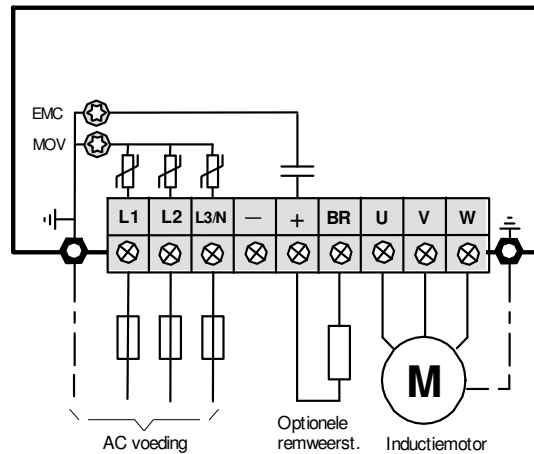 EMC
MOV
L1 L2 L3/N — + BR U V W
M
AC voeding
Optionele
remweerst.
Inductiemotor